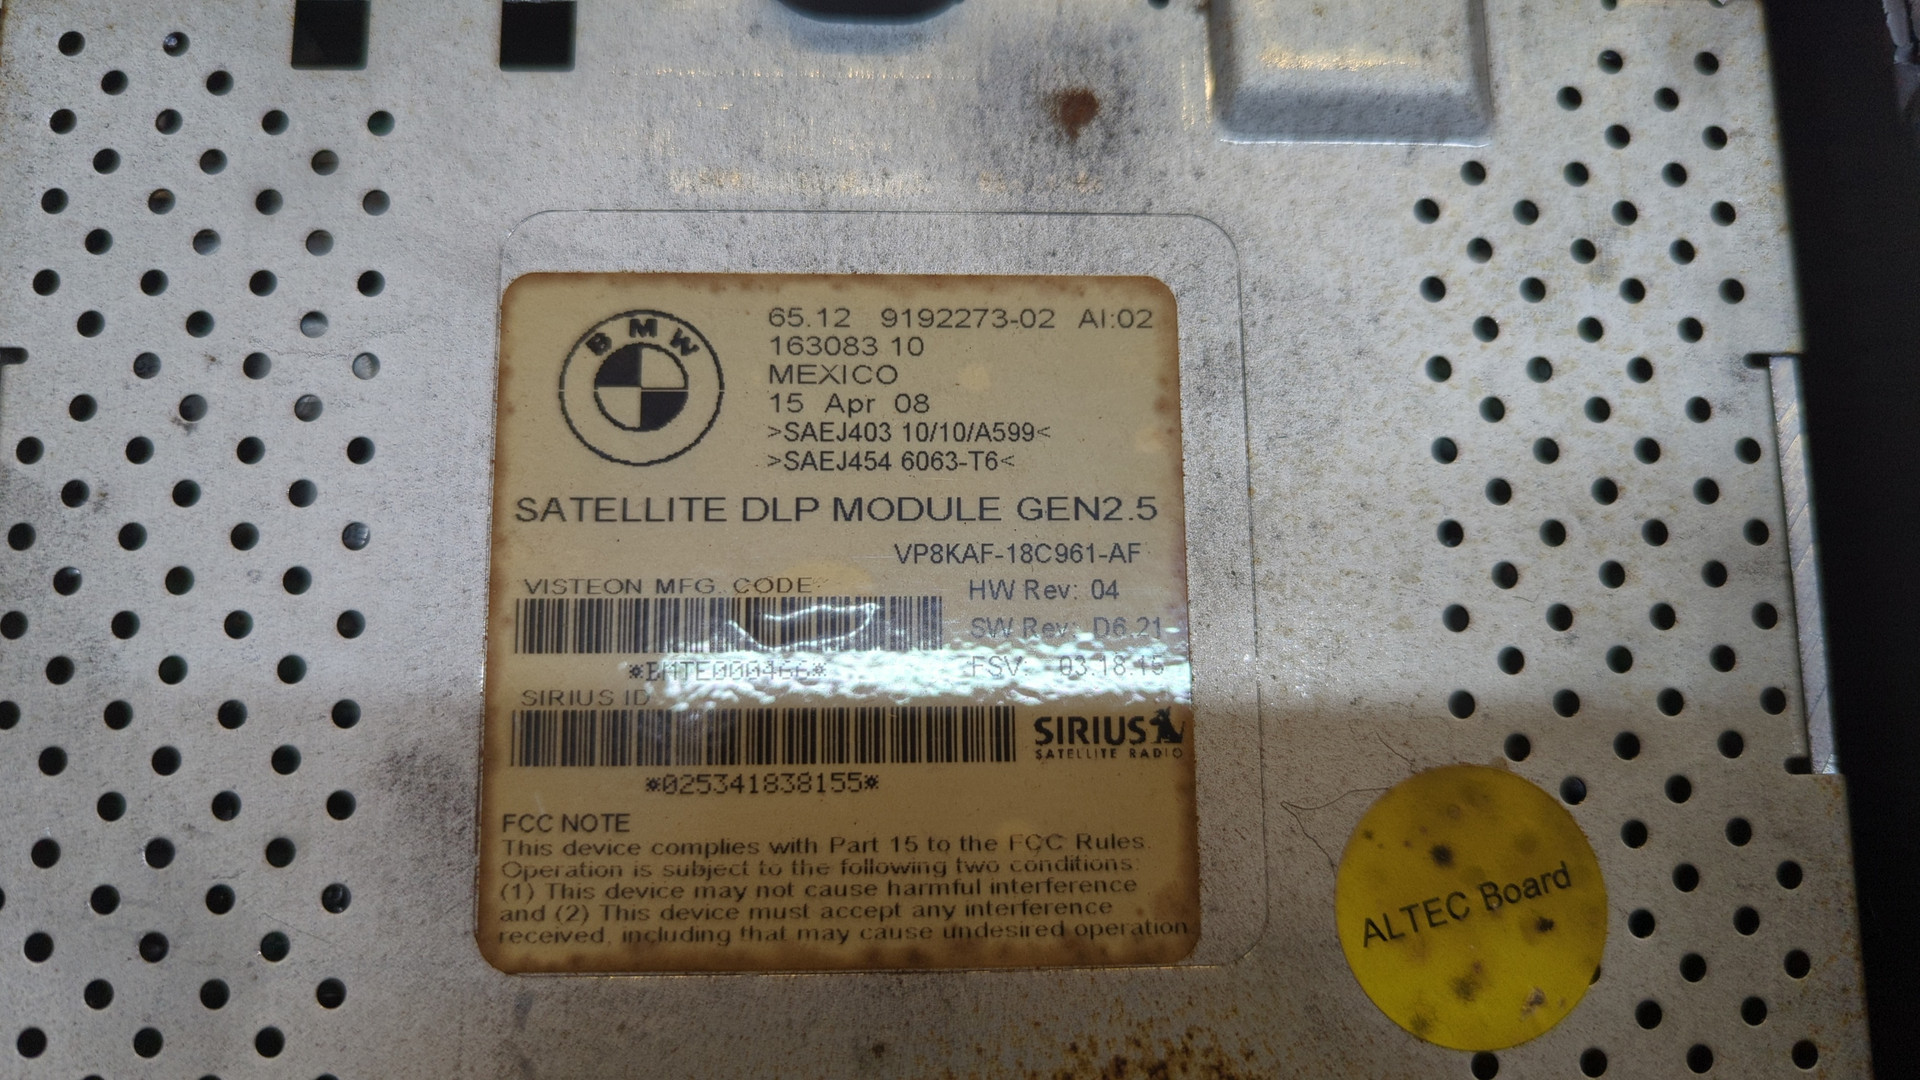 BMW
65.12 9192273-02 AI:02
163083 10
MEXICO
15 Apr 08
>SAEJ403 10/10/A599<
>SAEJ454 6063-T6<
SATELLITE DLP MODULE GEN2.5
VP8KAF-18C961-AF
VISTEON MFG. CODE:
HW Rev: 04
SW Rev: D6.21
*BMTE000466*
FSV: 03.18.15
SIRIUS ID
SIRIUS
SATELLITE RADIO
*025341838155*
FCC NOTE
This device complies with Part 15 to the FCC Rules.
Operation is subject to the following two conditions:
(1) This device may not cause harmful interference
and (2) This device must accept any interference
received, including that may cause undesired operation.
ALTEC Board